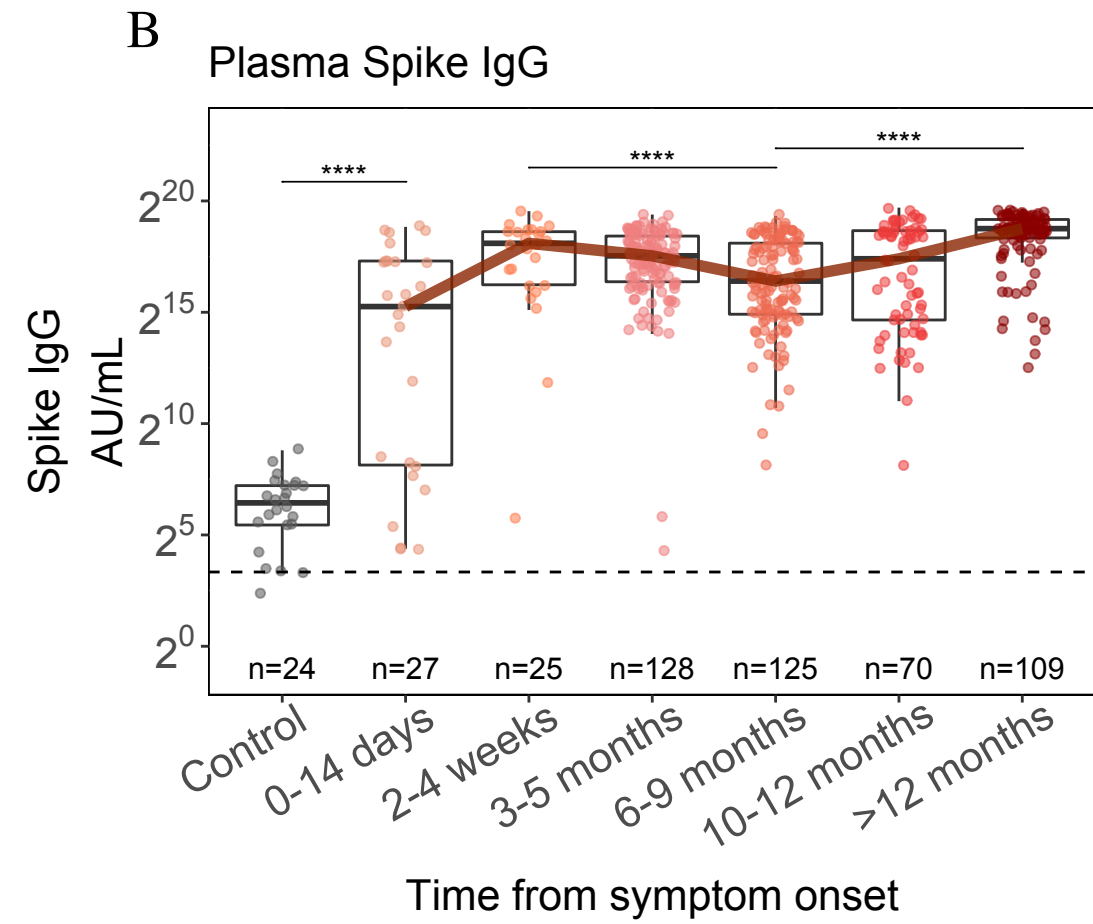 B
Plasma Spike IgG
Spike IgG
AU/mL
2^20
2^15
2^10
2^5
2^0
****
****
****
n=24 n=27 n=25 n=128 n=125 n=70 n=109
Control
0-14 days
2-4 weeks
3-5 months
6-9 months
10-12 months
>12 months
Time from symptom onset